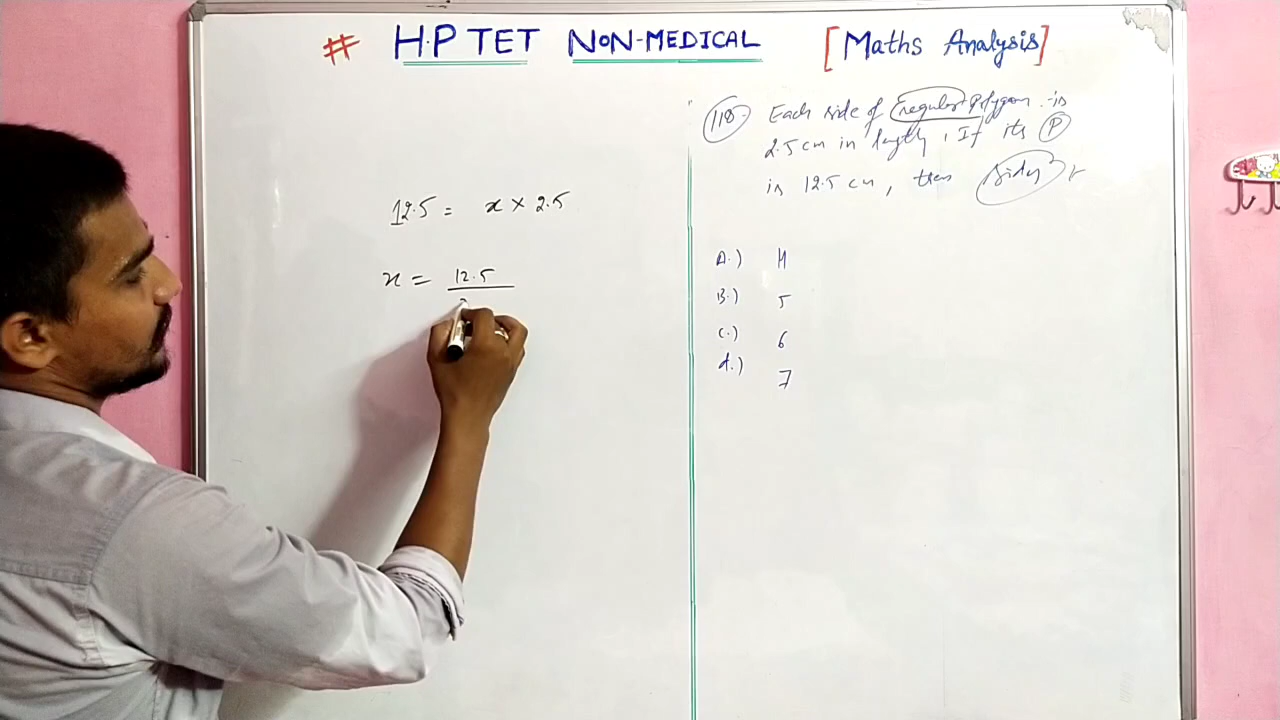 # H.P TET NON-MEDICAL [Maths Analysis]
118. Each side of regular polygon is
2.5 cm in length, If its P
is 12.5 cm, then sides
12.5 = x × 2.5
x = 12.5
A.) 4
B.) 5
C.) 6
d.) 7